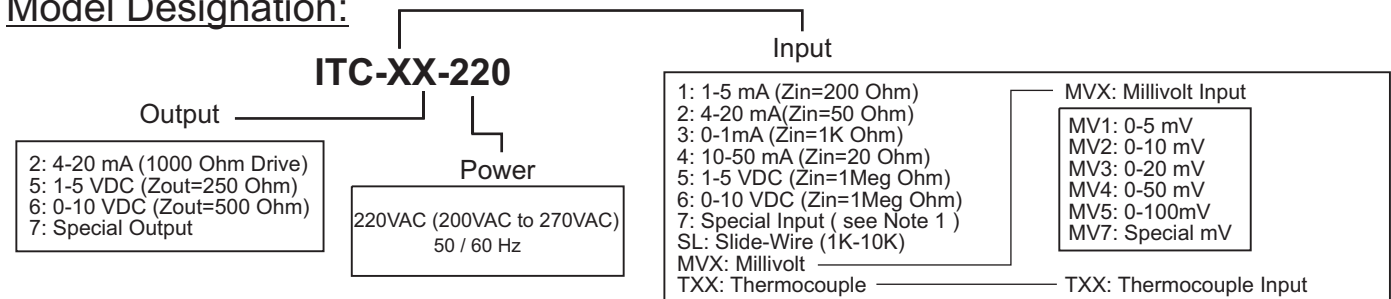 Model Designation:
ITC-XX-220
Output
2: 4-20 mA (1000 Ohm Drive)
5: 1-5 VDC (Zout=250 Ohm)
6: 0-10 VDC (Zout=500 Ohm)
7: Special Output
Power
220VAC (200VAC to 270VAC)
50 / 60 Hz
Input
1: 1-5 mA (Zin=200 Ohm)
2: 4-20 mA(Zin=50 Ohm)
3: 0-1mA (Zin=1K Ohm)
4: 10-50 mA (Zin=20 Ohm)
5: 1-5 VDC (Zin=1Meg Ohm)
6: 0-10 VDC (Zin=1Meg Ohm)
7: Special Input ( see Note 1 )
SL: Slide-Wire (1K-10K)
MVX: Millivolt
TXX: Thermocouple
MVX: Millivolt Input
MV1: 0-5 mV
MV2: 0-10 mV
MV3: 0-20 mV
MV4: 0-50 mV
MV5: 0-100mV
MV7: Special mV
TXX: Thermocouple Input